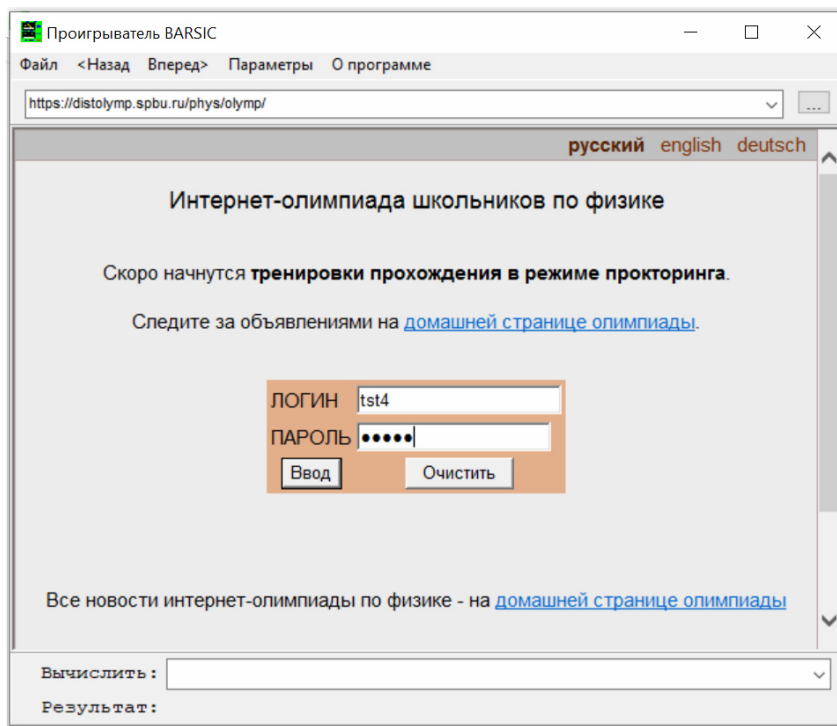 Проигрыватель BARSIC
Файл <Назад Вперед> Параметры О программе
https://distolymp.spbu.ru/phys/olymp/
...
русский english deutsch
Интернет-олимпиада школьников по физике
Скоро начнутся тренировки прохождения в режиме прокторинга.
Следите за объявлениями на домашней странице олимпиады.
ЛОГИН tst4
ПАРОЛЬ •••••
Ввод Очистить
Все новости интернет-олимпиады по физике - на домашней странице олимпиады
Вычислить:
Результат: